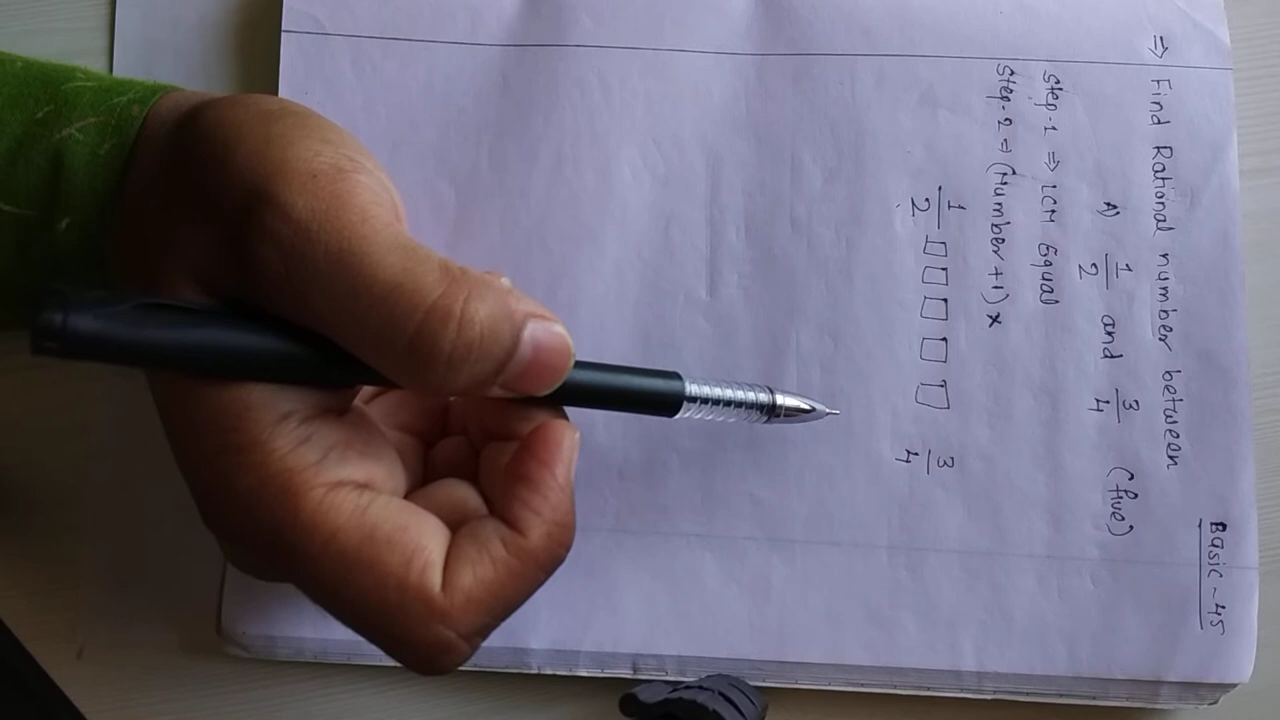 Basic - 45
⇒ Find Rational number between
A) 1/2 and 3/4 (five)
Step-1 ⇒ LCM Equal
Step-2 ⇒ (Number+1) x
1/2 □ □ □ □ □ 3/4